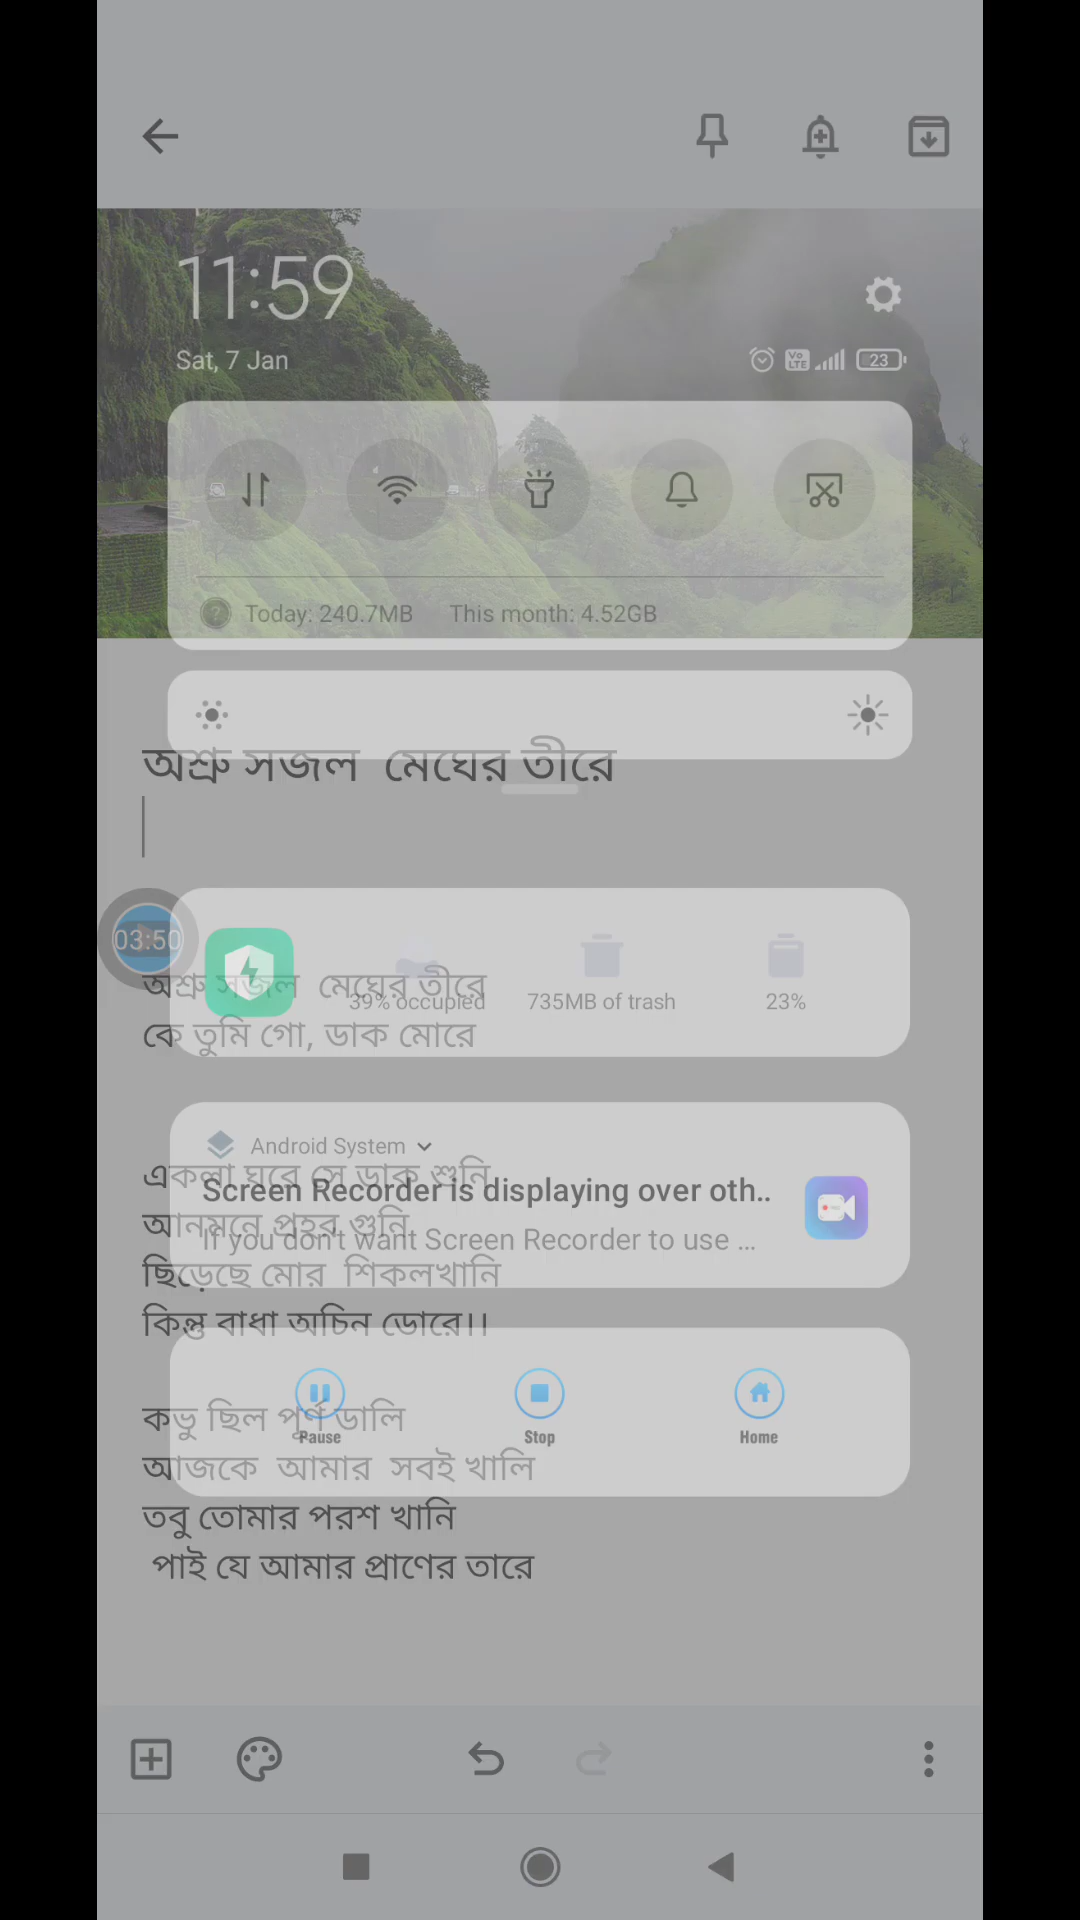 11:59
Sat, 7 Jan
Vo LTE
23
Today: 240.7MB This month: 4.52GB
অশ্রু সজল মেঘের তীরে
03:50
39% occupied 735MB of trash 23%
অশ্রু সজল মেঘের তীরে
কে তুমি গো, ডাক মোরে
Android System
একলা ঘরে সে ডাক শুনি
Screen Recorder is displaying over oth..
আনমনে প্রহর গুনি
If you don't want Screen Recorder to use ...
ছিড়েছে মোর শিকলখানি
কিন্তু বাধা অচিন ডোরে।।
কভু ছিল পূর্ণ ডালি
Pause Stop Home
আজকে আমার সবই খালি
তবু তোমার পরশ খানি
পাই যে আমার প্রাণের তারে